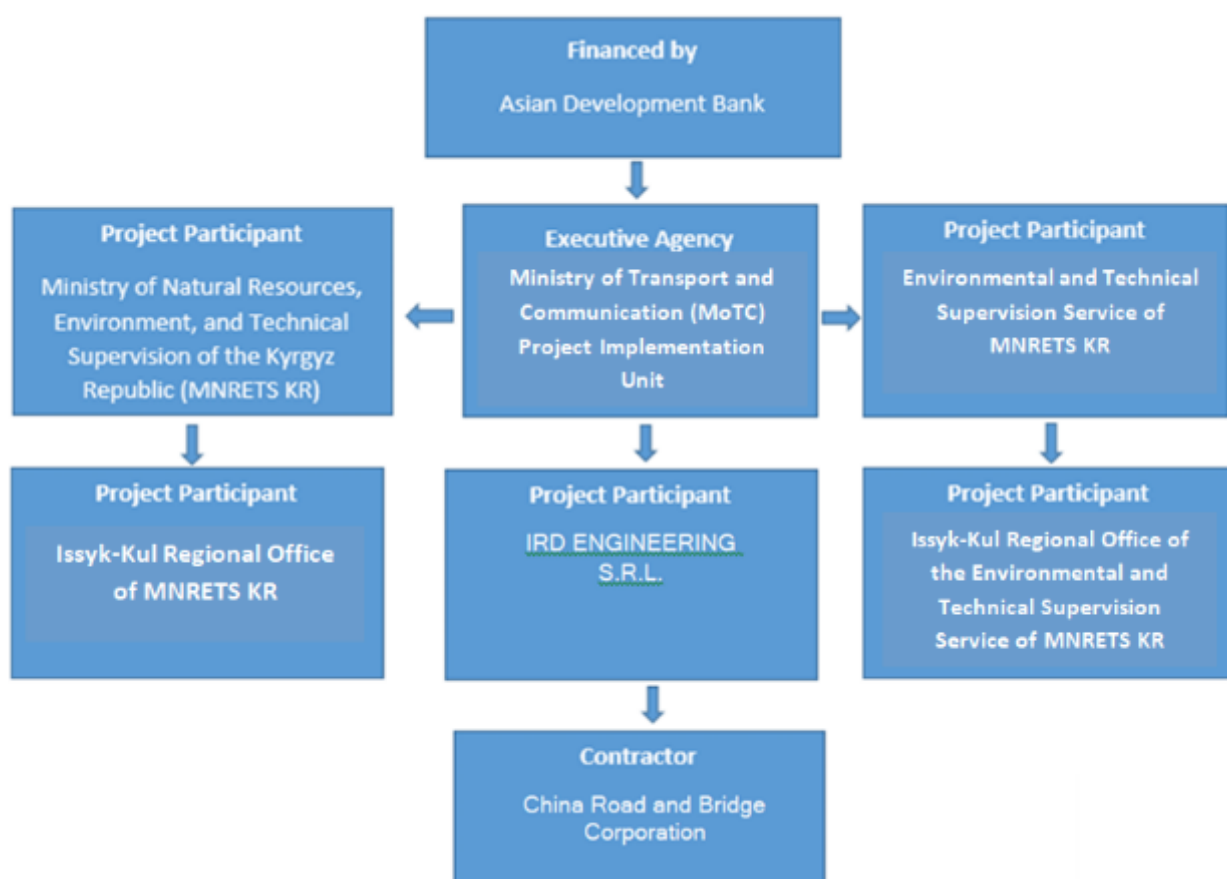 Financed by
Asian Development Bank
Project Participant
Ministry of Natural Resources,
Environment, and Technical
Supervision of the Kyrgyz
Republic (MNRETS KR)
Executive Agency
Ministry of Transport and
Communication (MoTC)
Project Implementation
Unit
Project Participant
Environmental and Technical
Supervision Service of
MNRETS KR
Project Participant
Issyk-Kul Regional Office
of MNRETS KR
Project Participant
IRD ENGINEERING
S.R.L.
Project Participant
Issyk-Kul Regional Office of
the Environmental and
Technical Supervision
Service of MNRETS KR
Contractor
China Road and Bridge
Corporation